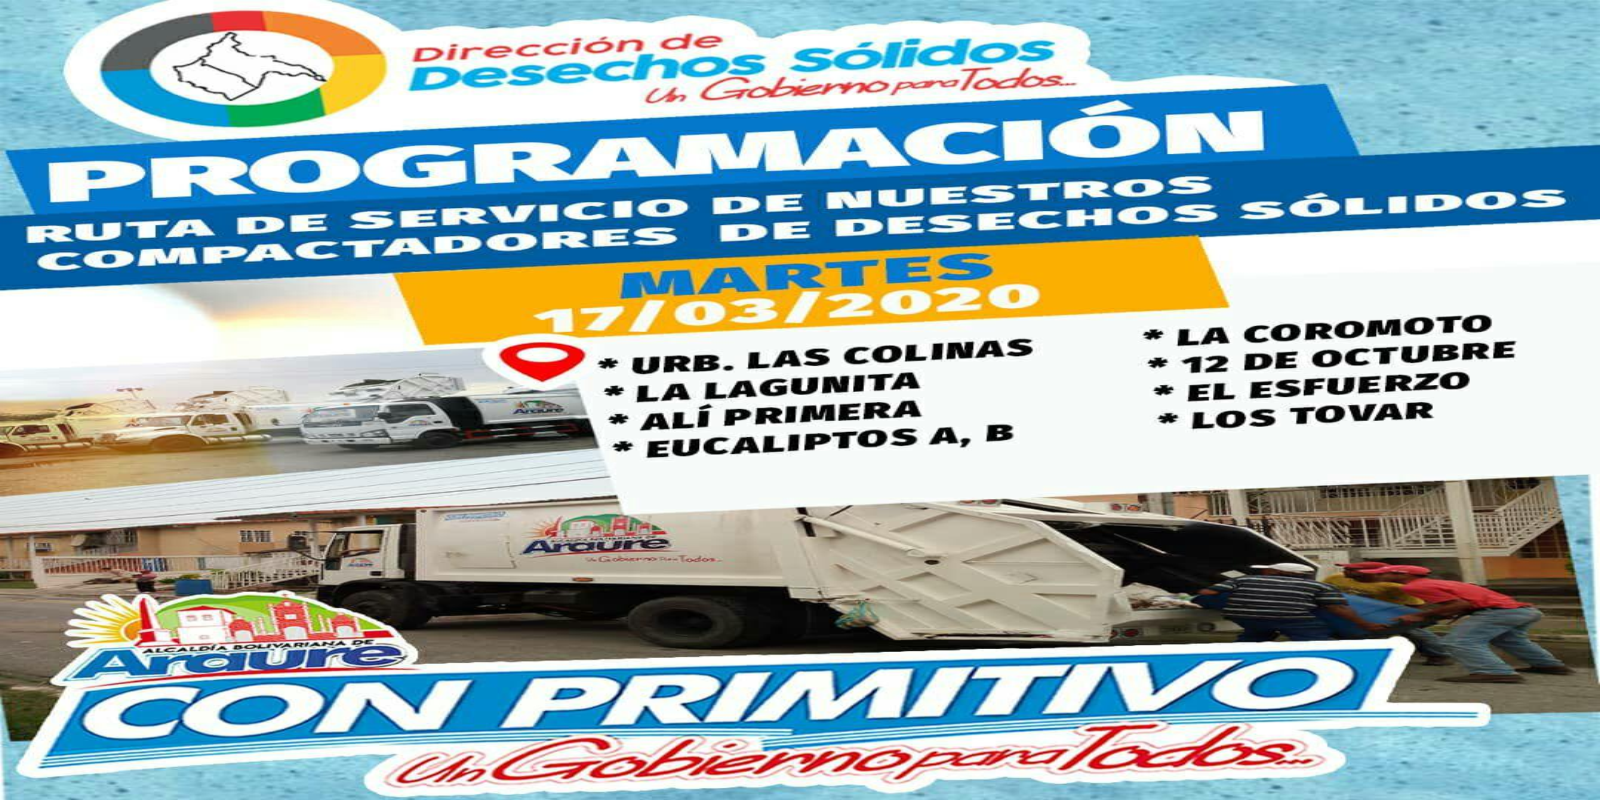 Dirección de
Desechos Sólidos
Un Gobierno para Todos...
PROGRAMACIÓN
RUTA DE SERVICIO DE NUESTROS
COMPACTADORES DE DESECHOS SÓLIDOS
MARTES
17/03/2020
* URB. LAS COLINAS
* LA LAGUNITA
* ALÍ PRIMERA
* EUCALIPTOS A, B
* LA COROMOTO
* 12 DE OCTUBRE
* EL ESFUERZO
* LOS TOVAR
Araure
Araure
Un Gobierno Para Todos...
ALCALDÍA BOLIVARIANA DE
Araure
CON PRIMITIVO
Un Gobierno para Todos...